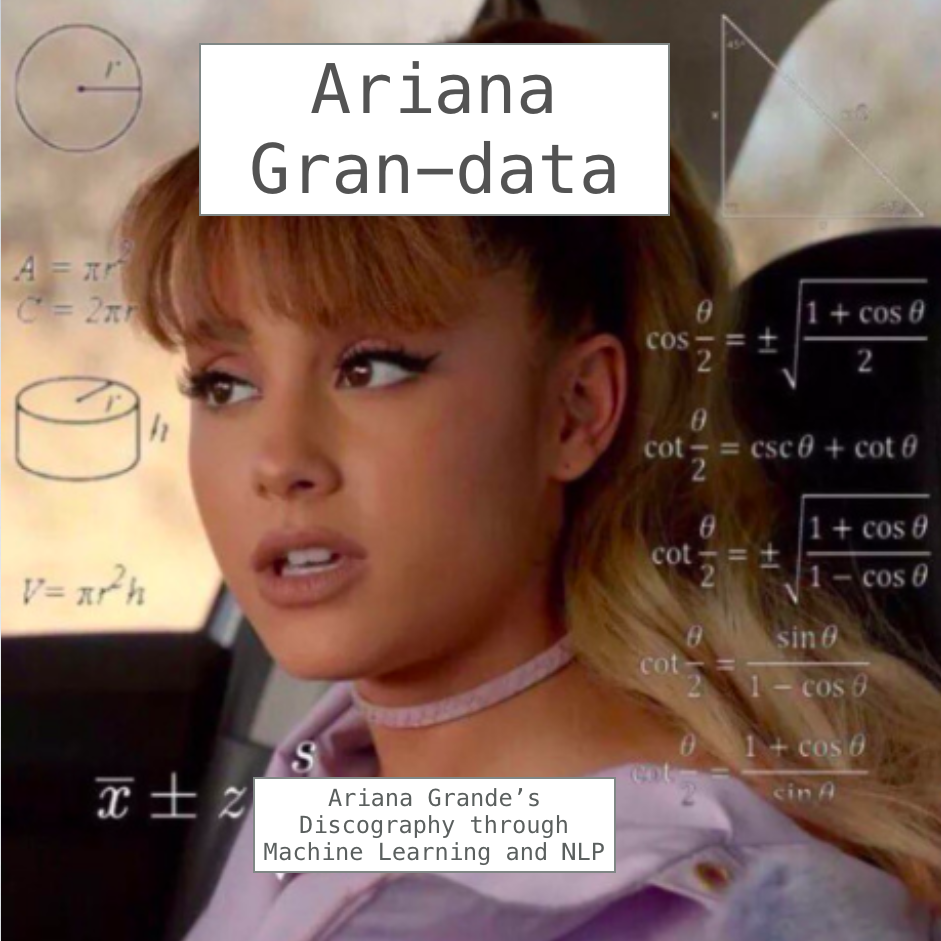 Ariana
Gran–data
r
45°
x
A = πr²
C = 2πr
r
h
V= πr²h
cos θ/2 = ± √((1 + cos θ)/2)
cot θ/2 = csc θ + cot θ
cot θ/2 = ± √((1 + cos θ)/(1 − cos θ))
cot θ/2 = sin θ/(1 − cos θ)
cot θ/2 = (1 + cos θ)/sin θ
x̅ ± z s
Ariana Grande’s
Discography through
Machine Learning and NLP